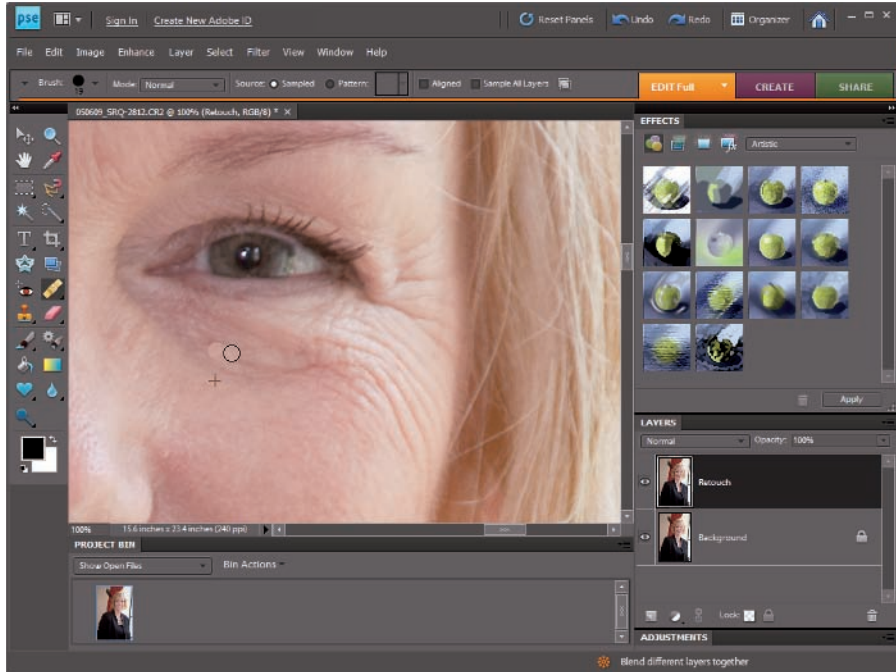 pse Sign In Create New Adobe ID Reset Panels Undo Redo Organizer
File Edit Image Enhance Layer Select Filter View Window Help
Brush: 19 Mode: Normal Source: Sampled Pattern: Aligned Sample All Layers EDIT Full CREATE SHARE
050609_SRQ-2812.CR2 @ 100% (Retouch, RGB/8) *
EFFECTS
Artistic
T
Apply
LAYERS
Normal Opacity: 100%
Retouch
Background
100% 15.6 inches x 23.4 inches (240 ppi)
PROJECT BIN
Show Open Files Bin Actions
Lock:
ADJUSTMENTS
Blend different layers together